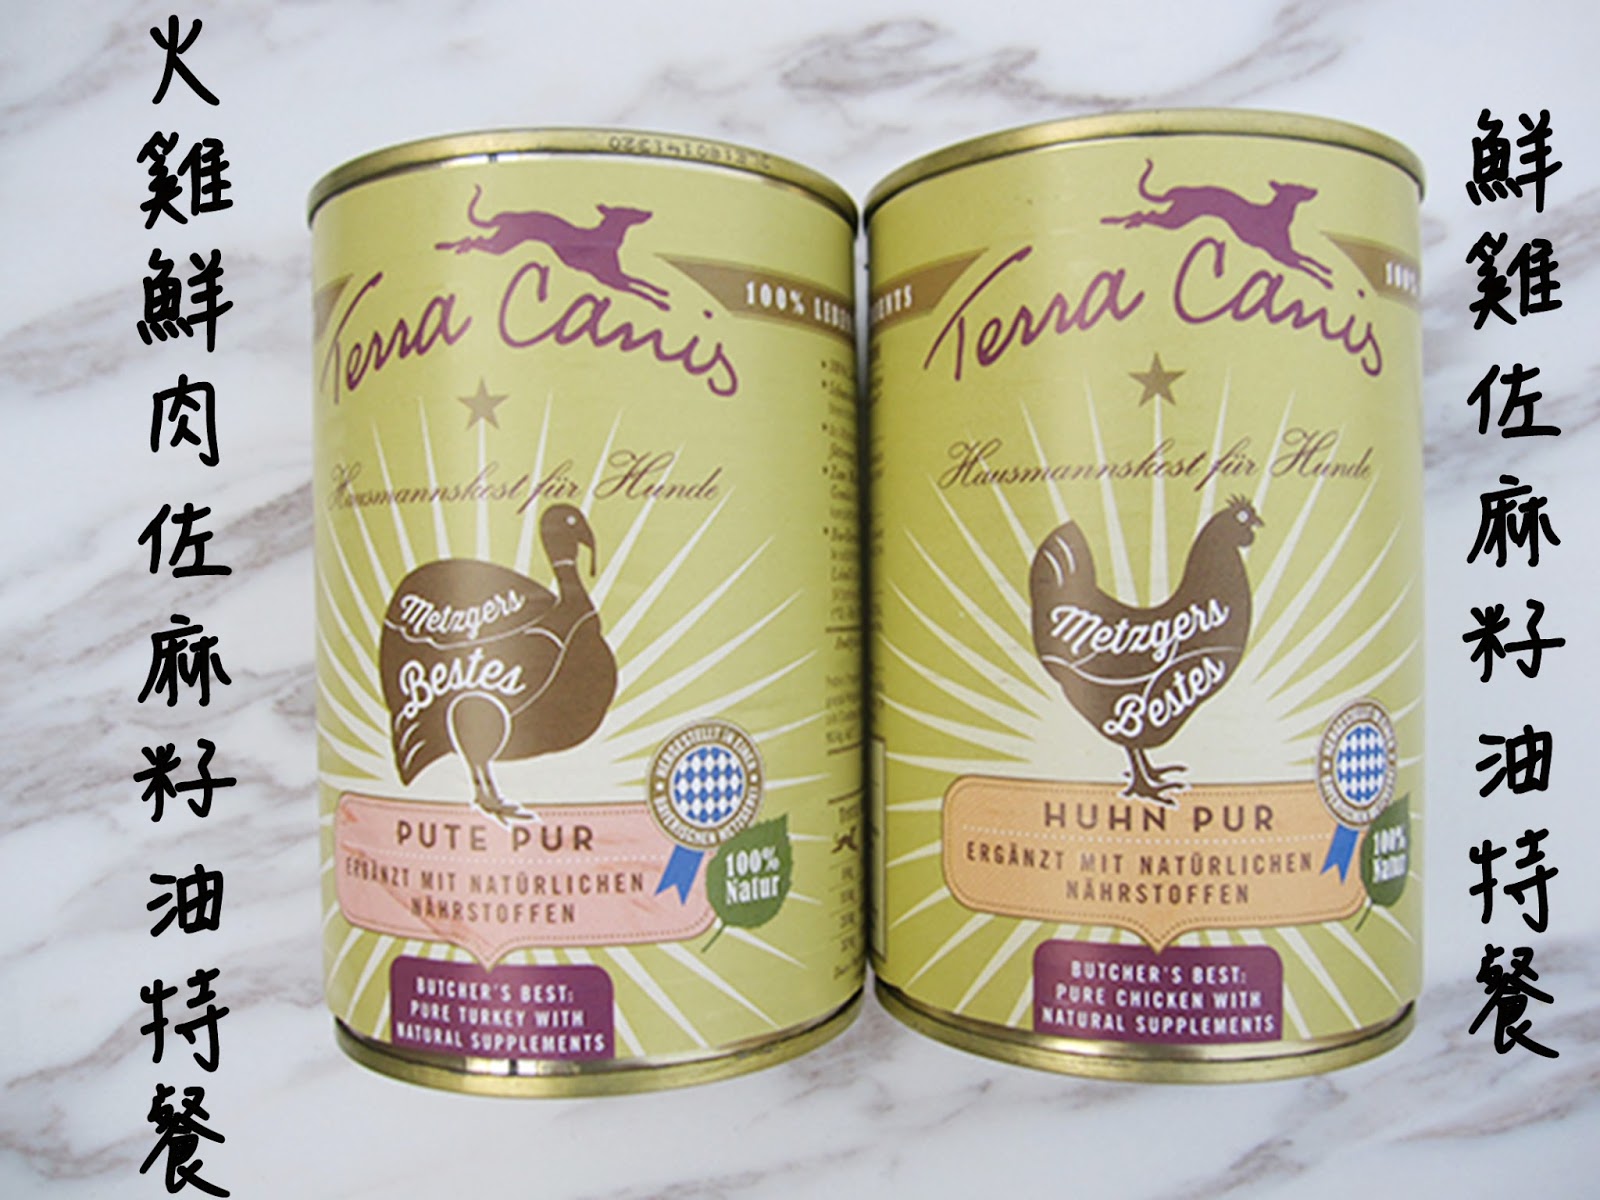 火雞鮮肉佐麻籽油特餐
鮮雞佐麻籽油特餐
Terra Canis
100% LEBE
Hausmannskost für Hunde
Metzgers
Bestes
PUTE PUR
ERGÄNZT MIT NATÜRLICHEN
NÄHRSTOFFEN
100%
Natur
BUTCHER'S BEST:
PURE TURKEY WITH
NATURAL SUPPLEMENTS
ENTS
Terra Canis
100%
Hausmannskost für Hunde
Metzgers
Bestes
HUHN PUR
ERGÄNZT MIT NATÜRLICHEN
NÄHRSTOFFEN
100%
Natur
BUTCHER'S BEST:
PURE CHICKEN WITH
NATURAL SUPPLEMENTS